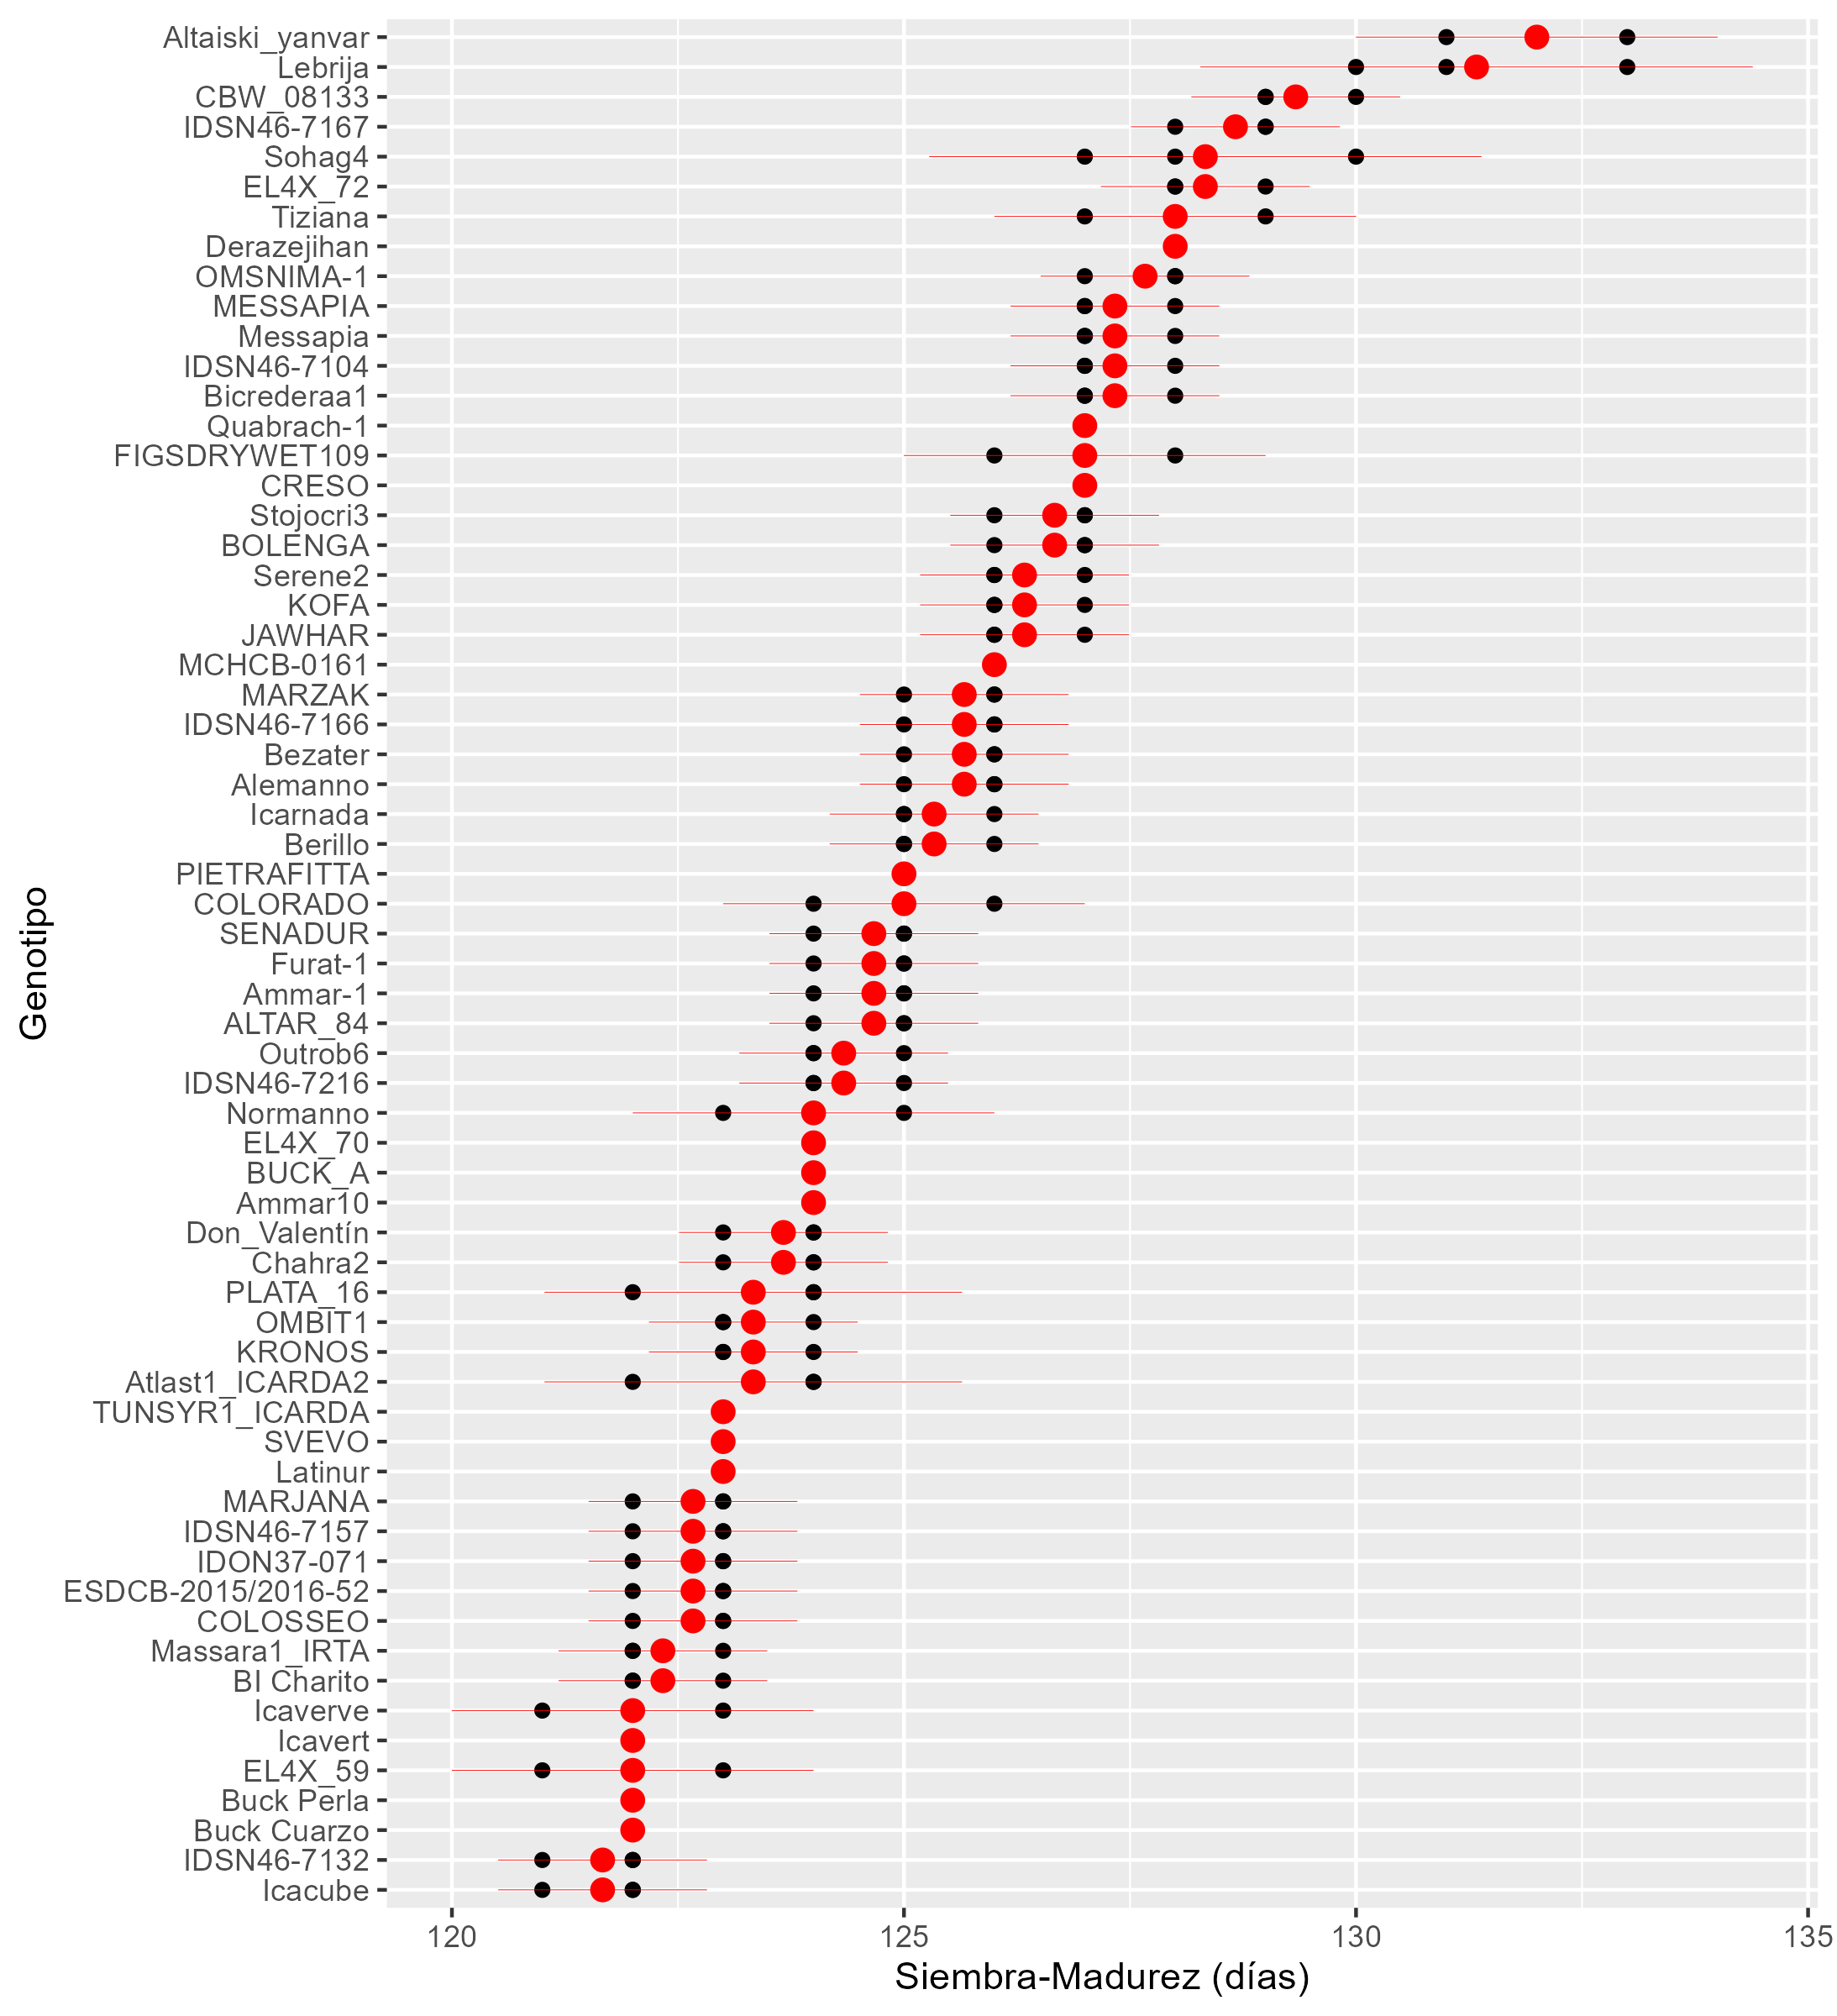 Altaiski_yanvar
Lebrija
CBW_08133
IDSN46-7167
Sohag4
EL4X_72
Tiziana
Derazejihan
OMSNIMA-1
MESSAPIA
Messapia
IDSN46-7104
Bicrederaa1
Quabrach-1
FIGSDRYWET109
CRESO
Stojocri3
BOLENGA
Serene2
KOFA
JAWHAR
MCHCB-0161
MARZAK
IDSN46-7166
Bezater
Alemanno
Icarnada
Berillo
PIETRAFITTA
COLORADO
SENADUR
Furat-1
Ammar-1
ALTAR_84
Outrob6
IDSN46-7216
Normanno
EL4X_70
BUCK_A
Ammar10
Don_Valentín
Chahra2
PLATA_16
OMBIT1
KRONOS
Atlast1_ICARDA2
TUNSYR1_ICARDA
SVEVO
Latinur
MARJANA
IDSN46-7157
IDON37-071
ESDCB-2015/2016-52
COLOSSEO
Massara1_IRTA
BI Charito
Icaverve
Icavert
EL4X_59
Buck Perla
Buck Cuarzo
IDSN46-7132
Icacube
Genotipo
120 125 130 135
Siembra-Madurez (días)